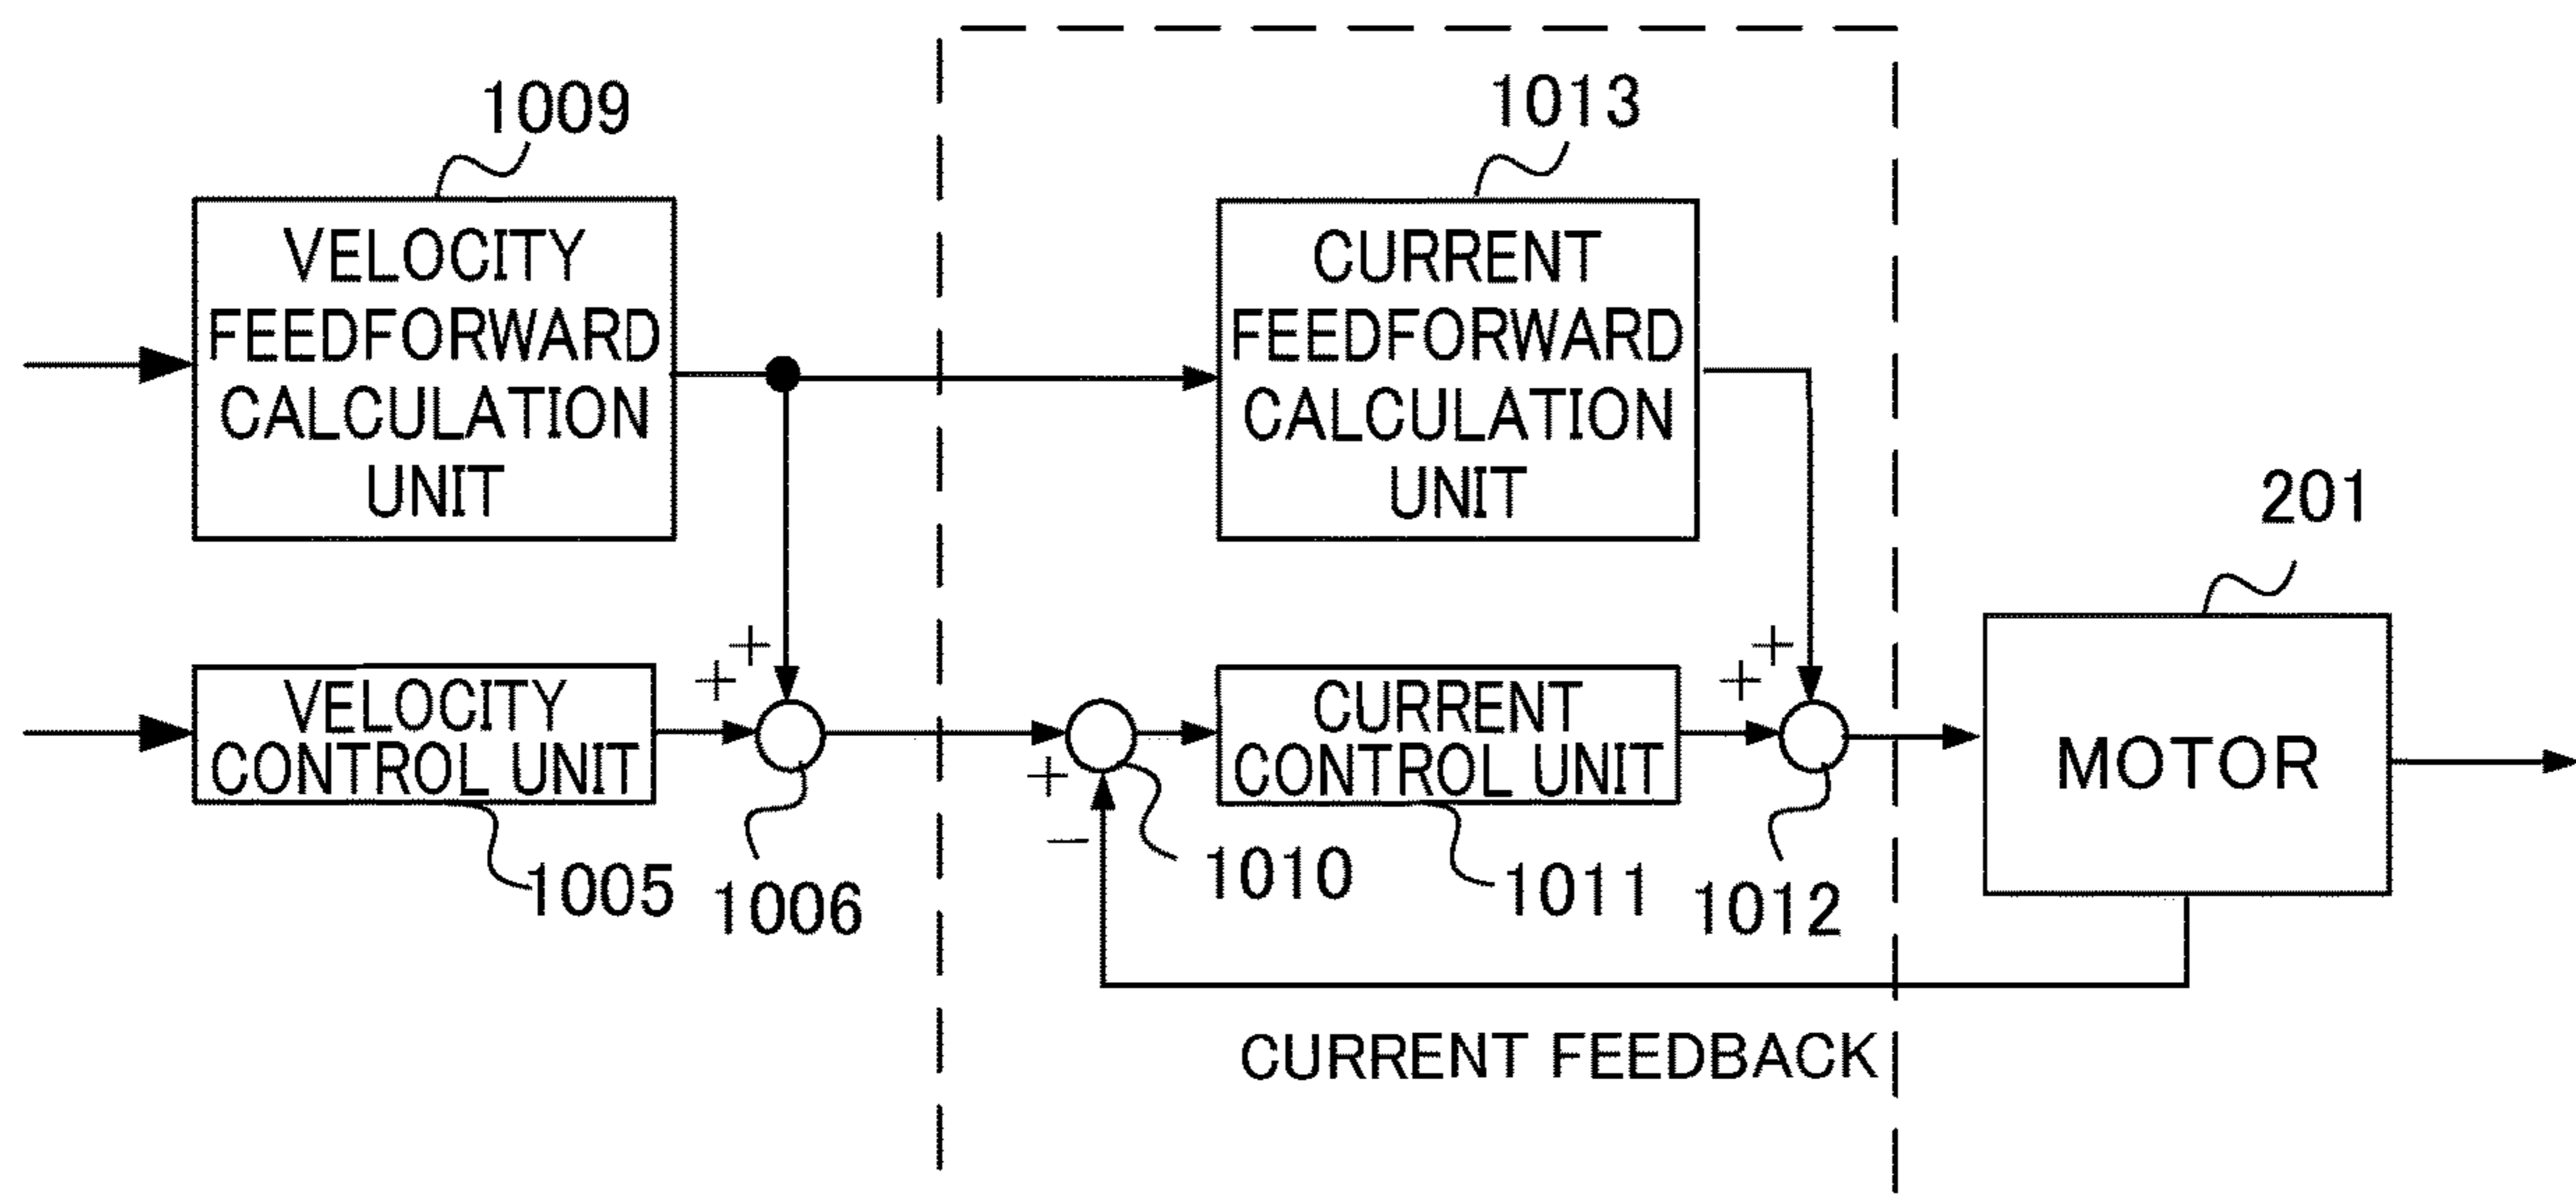 1009
VELOCITY
FEEDFORWARD
CALCULATION
UNIT
1013
CURRENT
FEEDFORWARD
CALCULATION
UNIT
201
MOTOR
+
+
VELOCITY
CONTROL UNIT
1005
1006
+
−
1010
CURRENT
CONTROL UNIT
1011
+
+
1012
CURRENT FEEDBACK